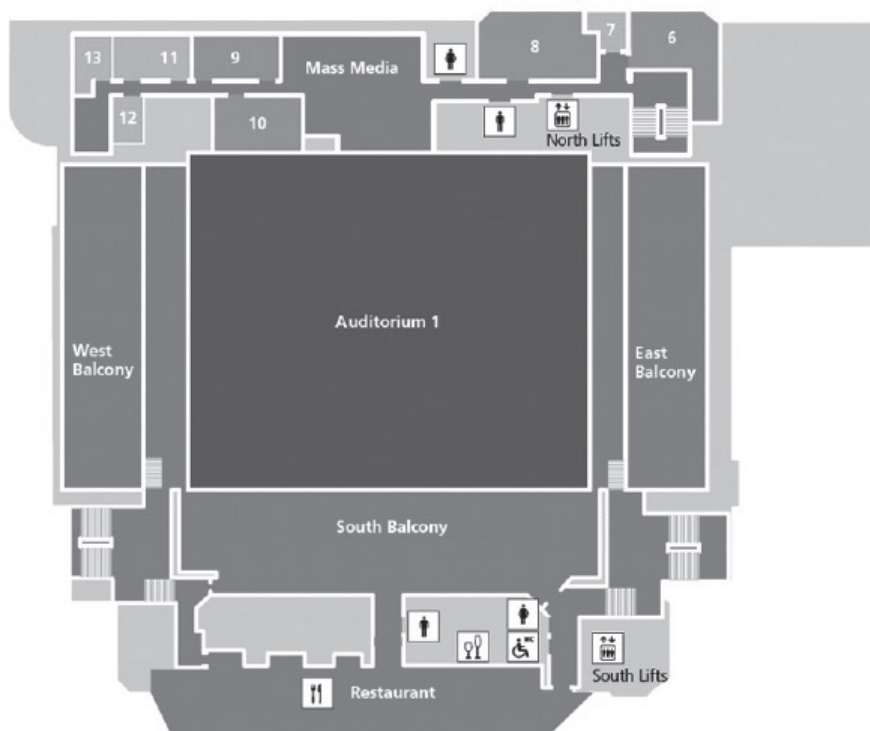 7
6
8
13
11
9
Mass Media
12
10
North Lifts
Auditorium 1
West
Balcony
East
Balcony
South Balcony
WC
South Lifts
Restaurant